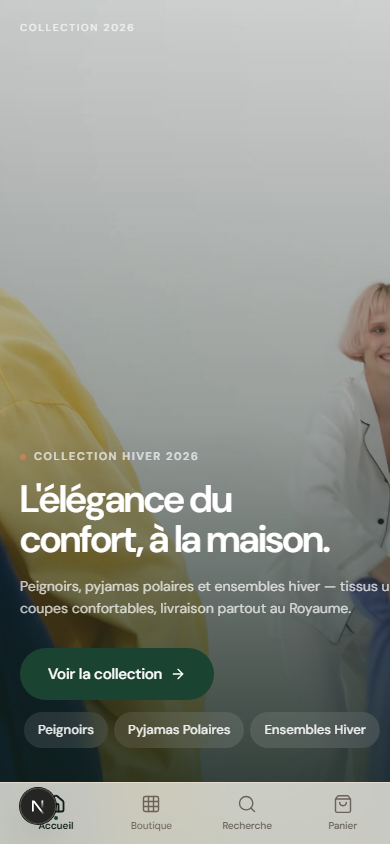 COLLECTION 2026
COLLECTION HIVER 2026
L'élégance du
confort, à la maison.
Peignoirs, pyjamas polaires et ensembles hiver — tissus
coupes confortables, livraison partout au Royaume.
Voir la collection →
Peignoirs
Pyjamas Polaires
Ensembles Hiver
N
Accueil
Boutique
Recherche
Panier